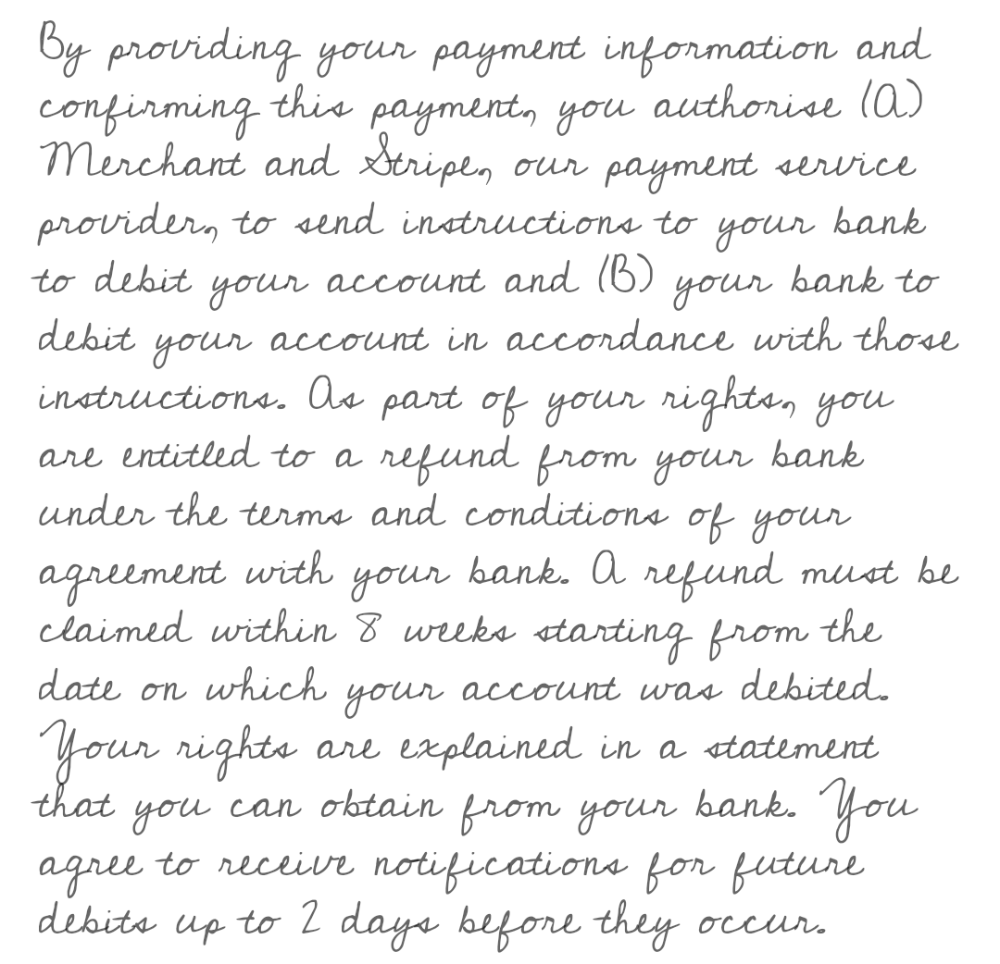 By providing your payment information and
confirming this payment, you authorise (A)
Merchant and Stripe, our payment service
provider, to send instructions to your bank
to debit your account and (B) your bank to
debit your account in accordance with those
instructions. As part of your rights, you
are entitled to a refund from your bank
under the terms and conditions of your
agreement with your bank. A refund must be
claimed within 8 weeks starting from the
date on which your account was debited.
Your rights are explained in a statement
that you can obtain from your bank. You
agree to receive notifications for future
debits up to 2 days before they occur.